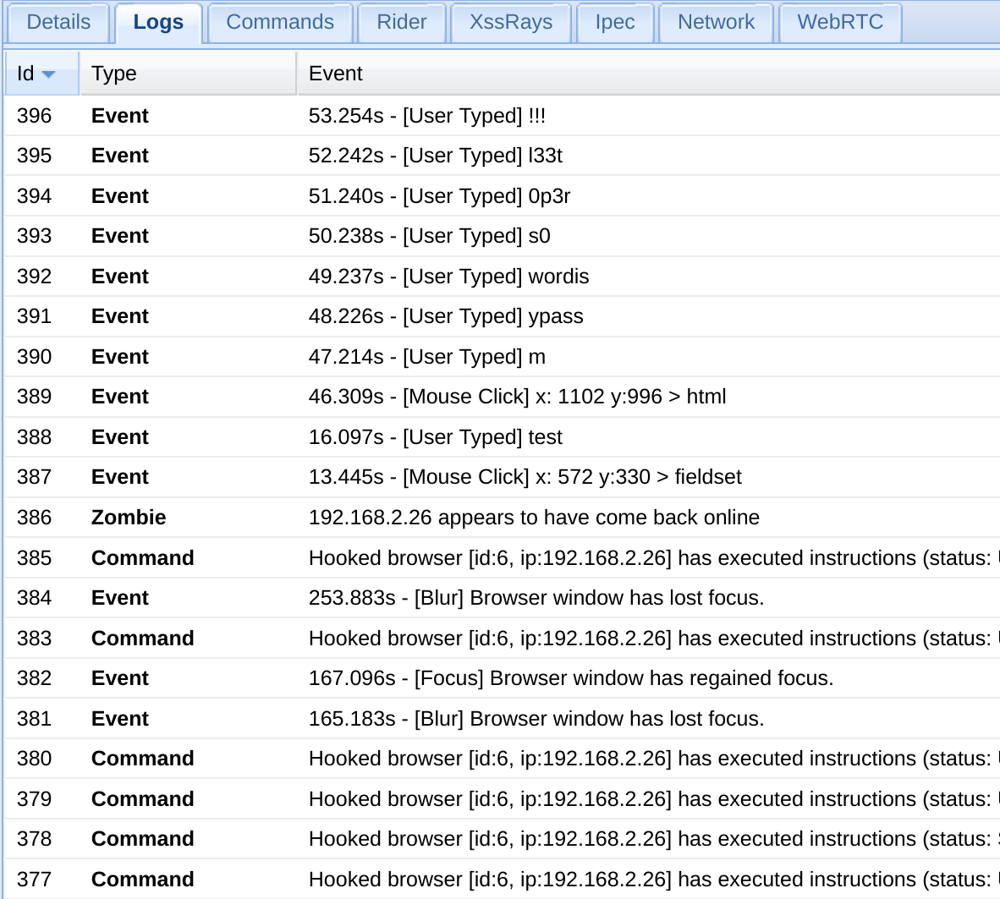 Details Logs Commands Rider XssRays Ipec Network WebRTC
Id Type Event
396 Event 53.254s - [User Typed] !!!
395 Event 52.242s - [User Typed] l33t
394 Event 51.240s - [User Typed] 0p3r
393 Event 50.238s - [User Typed] s0
392 Event 49.237s - [User Typed] wordis
391 Event 48.226s - [User Typed] ypass
390 Event 47.214s - [User Typed] m
389 Event 46.309s - [Mouse Click] x: 1102 y:996 > html
388 Event 16.097s - [User Typed] test
387 Event 13.445s - [Mouse Click] x: 572 y:330 > fieldset
386 Zombie 192.168.2.26 appears to have come back online
385 Command Hooked browser [id:6, ip:192.168.2.26] has executed instructions (status:
384 Event 253.883s - [Blur] Browser window has lost focus.
383 Command Hooked browser [id:6, ip:192.168.2.26] has executed instructions (status:
382 Event 167.096s - [Focus] Browser window has regained focus.
381 Event 165.183s - [Blur] Browser window has lost focus.
380 Command Hooked browser [id:6, ip:192.168.2.26] has executed instructions (status:
379 Command Hooked browser [id:6, ip:192.168.2.26] has executed instructions (status:
378 Command Hooked browser [id:6, ip:192.168.2.26] has executed instructions (status:
377 Command Hooked browser [id:6, ip:192.168.2.26] has executed instructions (status: